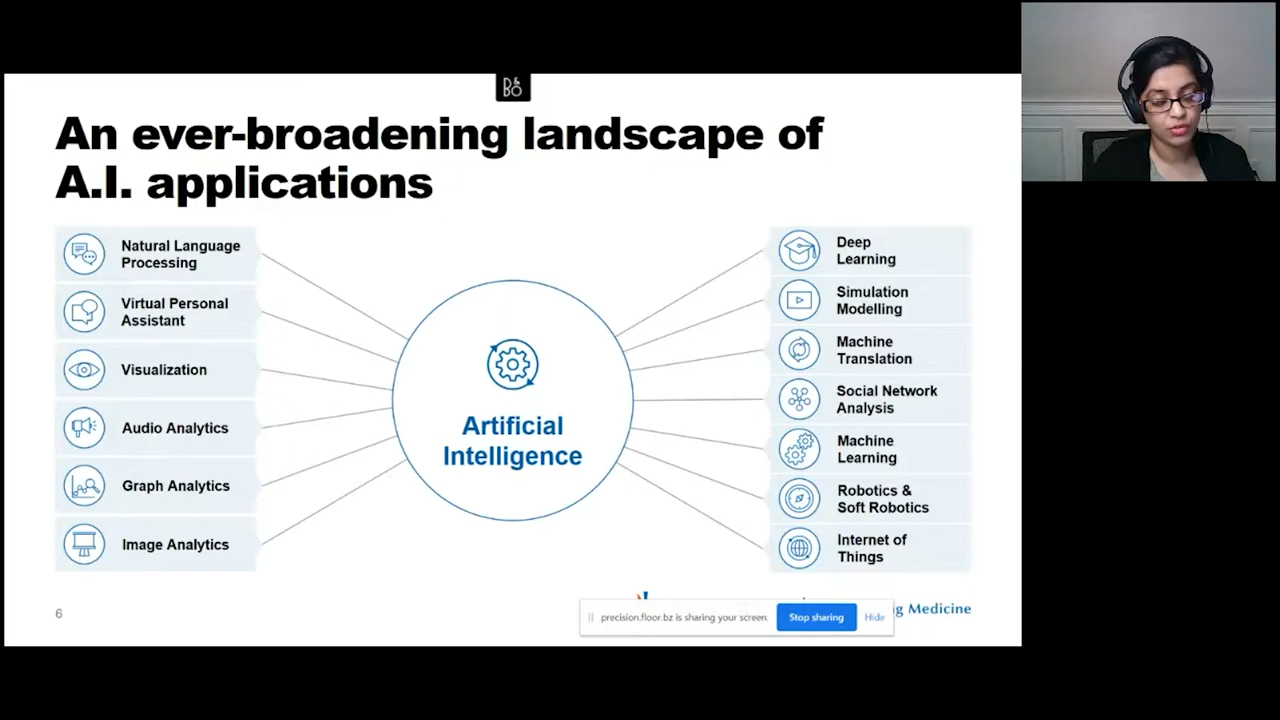 B&O
An ever-broadening landscape of
A.I. applications
Natural Language
Processing
Virtual Personal
Assistant
Visualization
Audio Analytics
Graph Analytics
Image Analytics
Artificial
Intelligence
Deep
Learning
Simulation
Modelling
Machine
Translation
Social Network
Analysis
Machine
Learning
Robotics &
Soft Robotics
Internet of
Things
6
precision.floor.bz is sharing your screen.
Stop sharing
Hide
g Medicine